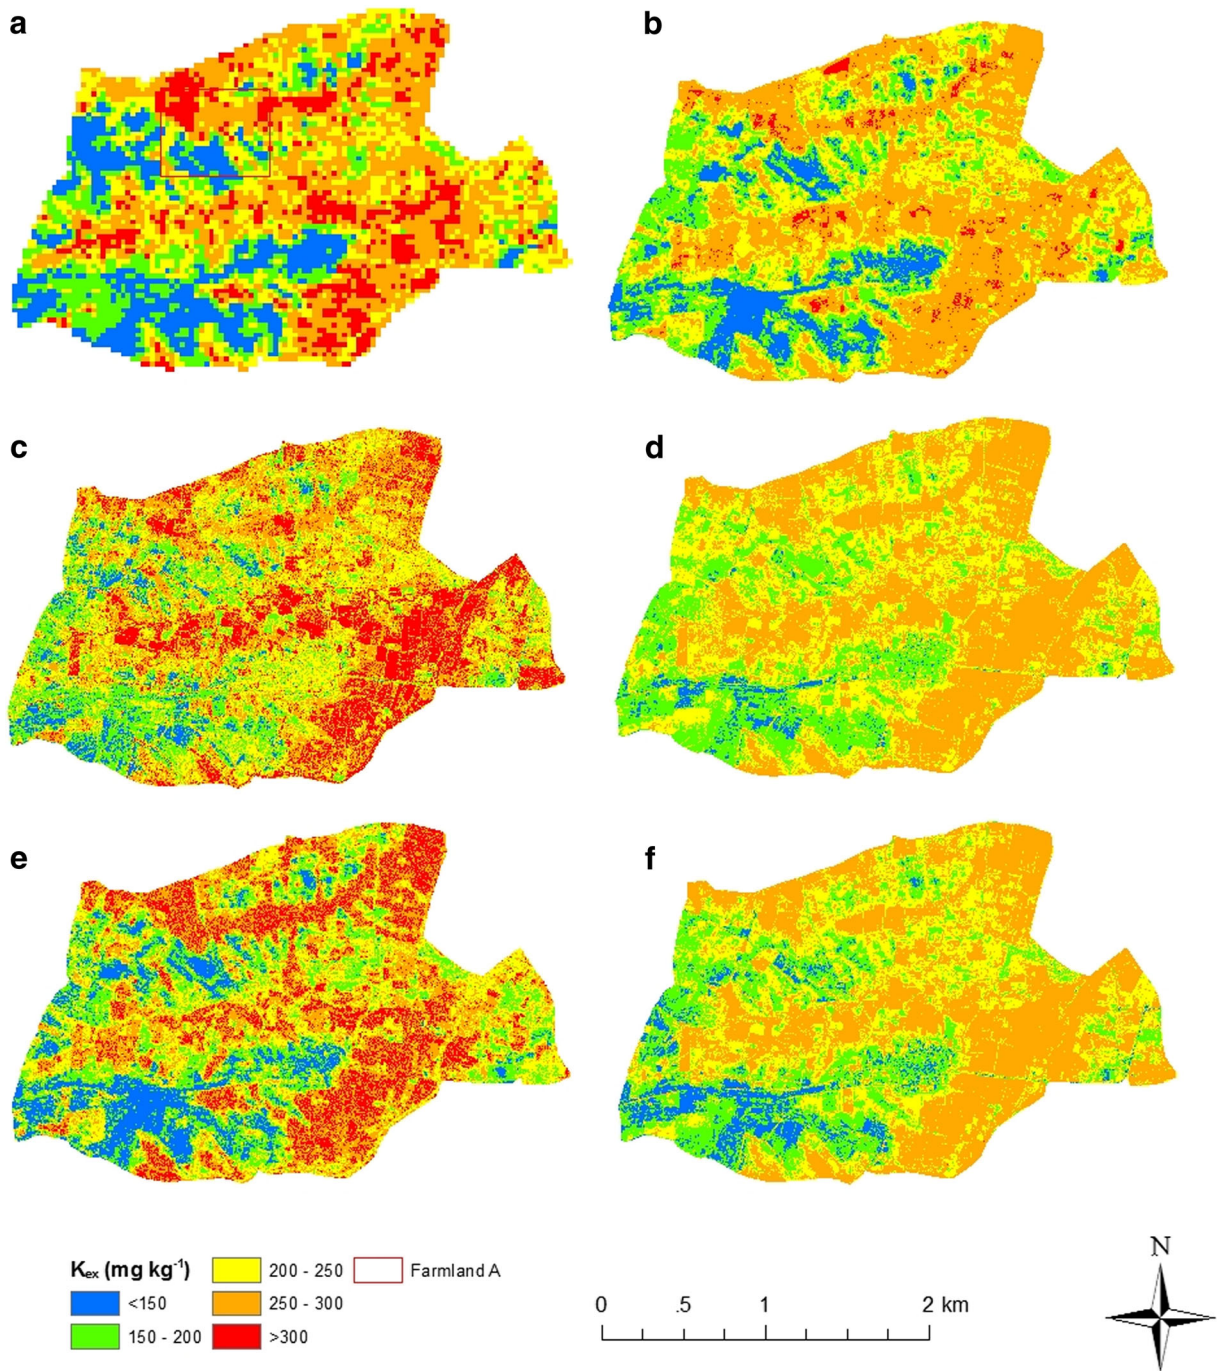 a
b
c
d
e
f
Kₑₓ (mg kg⁻¹)
<150
150 - 200
200 - 250
250 - 300
>300
Farmland A
0 .5 1 2 km
N